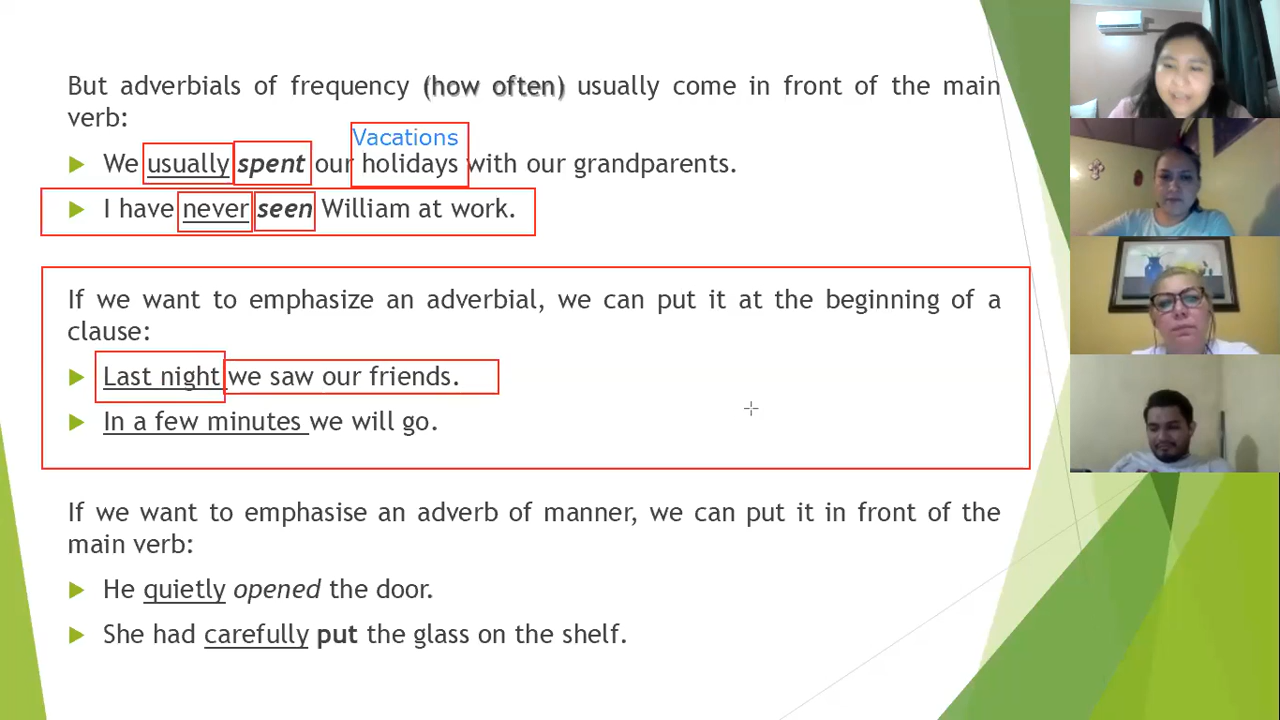 But adverbials of frequency (how often) usually come in front of the main
verb:
Vacations
We usually spent our holidays with our grandparents.
I have never seen William at work.
If we want to emphasize an adverbial, we can put it at the beginning of a
clause:
Last night we saw our friends.
In a few minutes we will go.
If we want to emphasise an adverb of manner, we can put it in front of the
main verb:
He quietly opened the door.
She had carefully put the glass on the shelf.